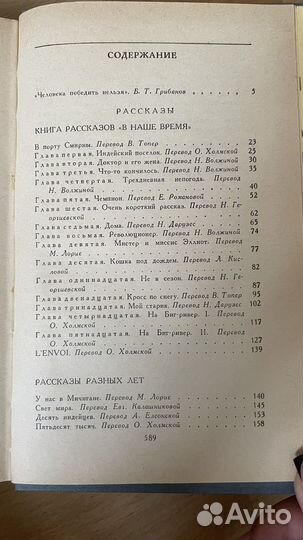 СОДЕРЖАНИЕ
«Человека победить нельзя». Б. Т. Грибанов . . . . . . 5
РАССКАЗЫ
КНИГА РАССКАЗОВ «В НАШЕ ВРЕМЯ»
В порту Смирны. Перевод В. Топер . . . . 23
Глава первая. Индейский поселок. Перевод О. Холмской 25
Глава вторая. Доктор и его жена. Перевод Н. Волжиной 30
Глава третья. Что-то кончилось. Перевод Н. Волжиной 35
Глава четвертая. Трехдневная непогода. Перевод
Н. Волжиной . . . . . . . 40
Глава пятая. Чемпион. Перевод Е. Романовой . . 52
Глава шестая. Очень короткий рассказ. Перевод Н. Ге-
оргиевской . . . . . . . 62
Глава седьмая. Дома. Перевод Н. Дарузес . . . 65
Глава восьмая. Революционер. Перевод Н. Волжиной 74
Глава девятая. Мистер и миссис Эллиот. Перевод
М. Лорие . . . . . . . 77
Глава десятая. Кошка под дождем. Перевод Л. Кис-
ловой . . . . . . . 82
Глава одиннадцатая. Не в сезон. Перевод Н. Ге-
оргиевской . . . . . . . 87
Глава двенадцатая. Кросс по снегу. Перевод В. Топер 95
Глава тринадцатая. Мой старик. Перевод Н. Дарузес 102
Глава четырнадцатая. На Биг-ривер. I. Перевод
О. Холмской . . . . . . . 117
Глава пятнадцатая. На Биг-ривер. II. Перевод
О. Холмской . . . . . . . 127
L'ENVOI. Перевод О. Холмской . . . . . 139
РАССКАЗЫ РАЗНЫХ ЛЕТ
У нас в Мичигане. Перевод М. Лорие . . . . 140
Свет мира. Перевод Евг. Калашниковой . . . . 145
Десять индейцев. Перевод А. Елеонской . . . 153
Пятьдесят тысяч. Перевод О. Холмской . . . 158
589
Avito